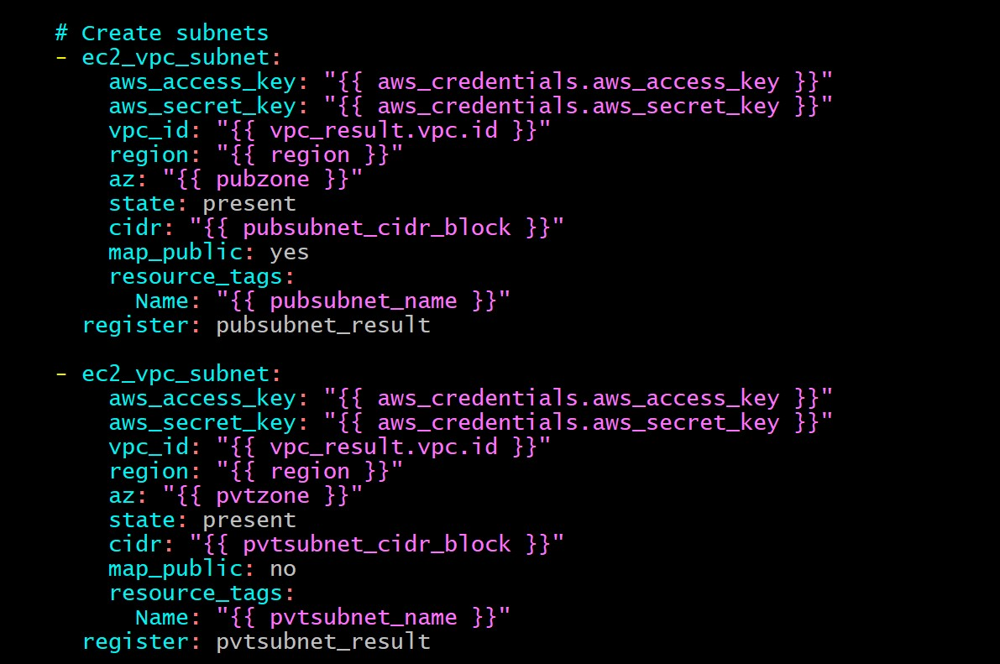 # Create subnets
- ec2_vpc_subnet:
aws_access_key: "{{ aws_credentials.aws_access_key }}"
aws_secret_key: "{{ aws_credentials.aws_secret_key }}"
vpc_id: "{{ vpc_result.vpc.id }}"
region: "{{ region }}"
az: "{{ pubzone }}"
state: present
cidr: "{{ pubsubnet_cidr_block }}"
map_public: yes
resource_tags:
Name: "{{ pubsubnet_name }}"
register: pubsubnet_result
- ec2_vpc_subnet:
aws_access_key: "{{ aws_credentials.aws_access_key }}"
aws_secret_key: "{{ aws_credentials.aws_secret_key }}"
vpc_id: "{{ vpc_result.vpc.id }}"
region: "{{ region }}"
az: "{{ pvtzone }}"
state: present
cidr: "{{ pvtsubnet_cidr_block }}"
map_public: no
resource_tags:
Name: "{{ pvtsubnet_name }}"
register: pvtsubnet_result